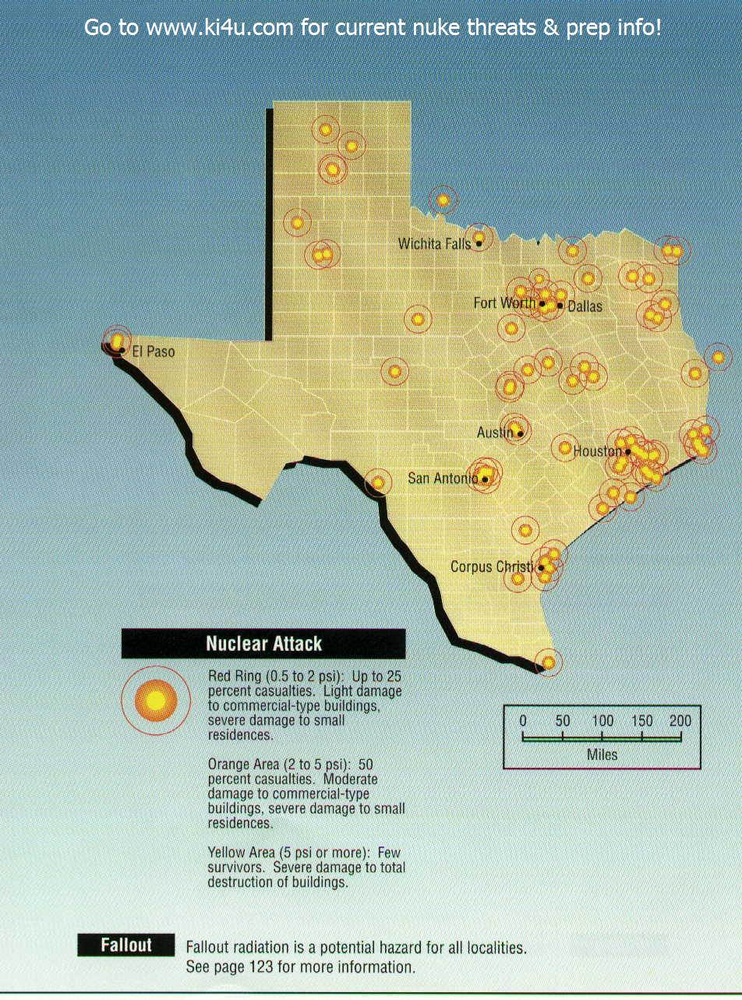 Go to www.ki4u.com for current nuke threats & prep info!
Wichita Falls
Fort Worth
Dallas
El Paso
Austin
Houston
San Antonio
Corpus Christi
Nuclear Attack
Red Ring (0.5 to 2 psi): Up to 25
percent casualties. Light damage
to commercial-type buildings,
severe damage to small
residences.
Orange Area (2 to 5 psi): 50
percent casualties. Moderate
damage to commercial-type
buildings, severe damage to small
residences.
Yellow Area (5 psi or more): Few
survivors. Severe damage to total
destruction of buildings.
0 50 100 150 200
Miles
Fallout
Fallout radiation is a potential hazard for all localities.
See page 123 for more information.